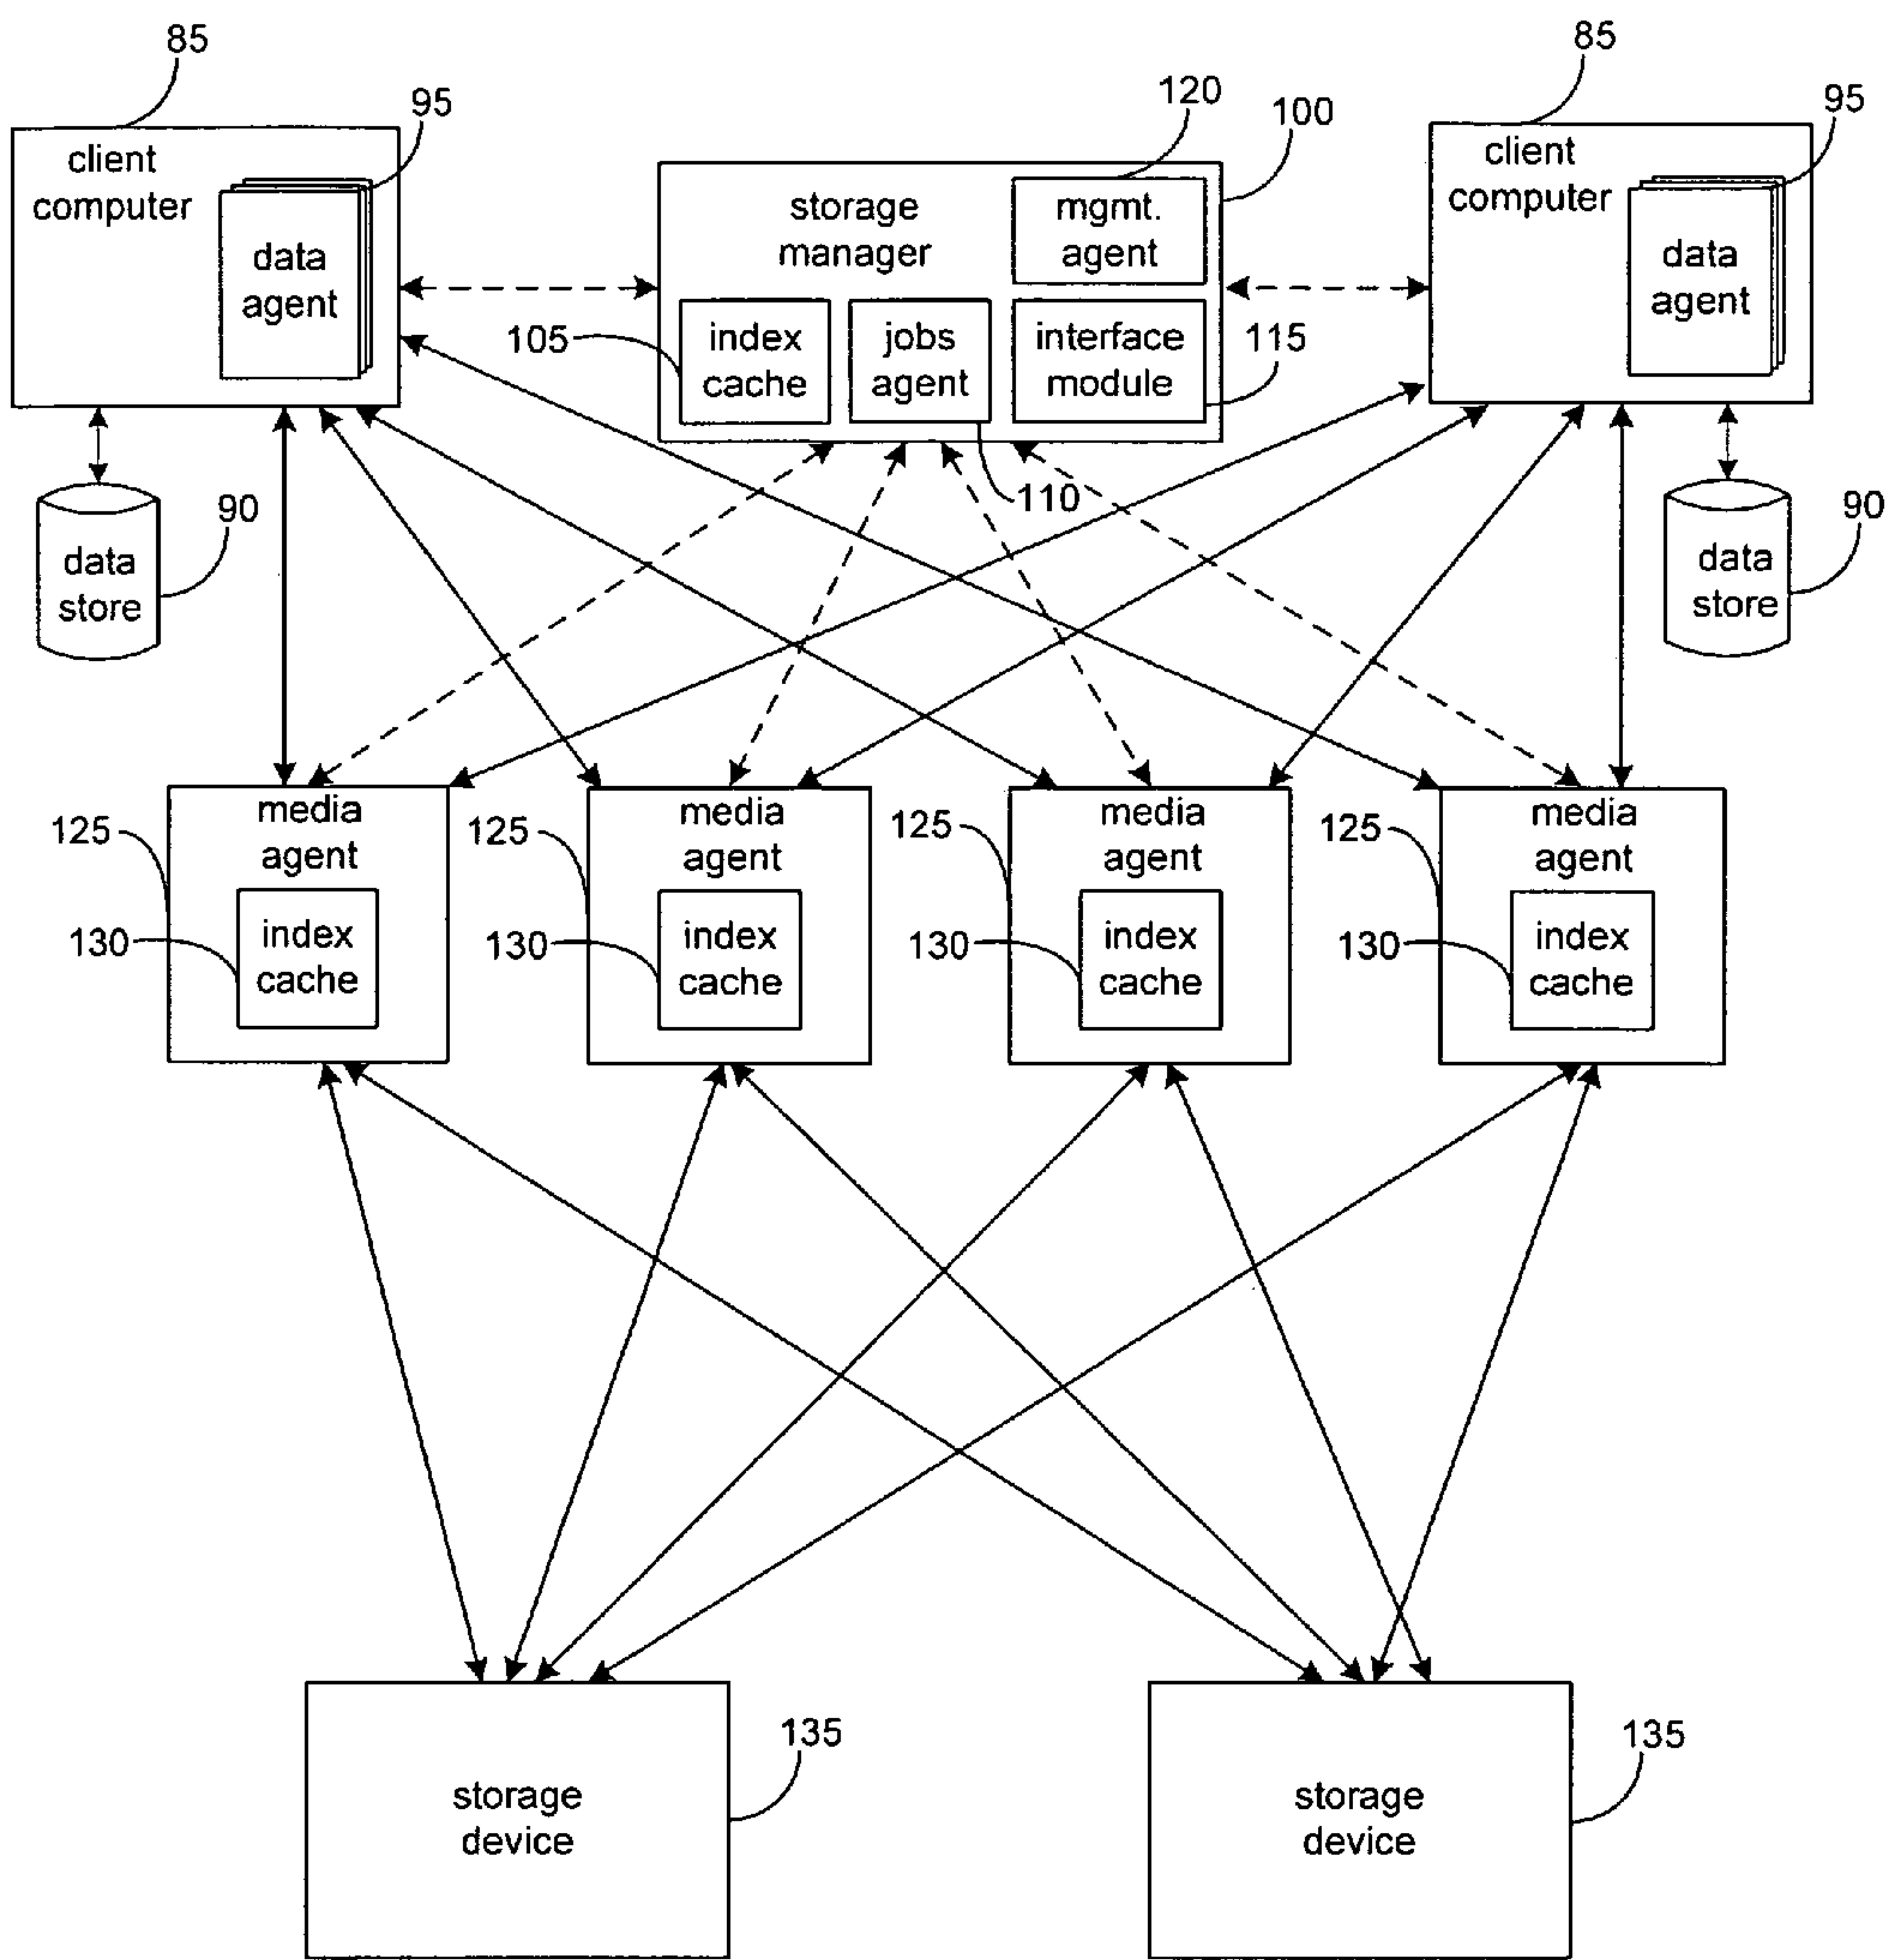 85
85
95
120
100
95
client
computer
data
agent
storage
manager
mgmt.
agent
client
computer
data
agent
105
index
cache
jobs
agent
interface
module
115
110
90
data
store
90
data
store
125
media
agent
125
media
agent
125
media
agent
125
media
agent
130
index
cache
130
index
cache
130
index
cache
130
index
cache
135
storage
device
135
storage
device